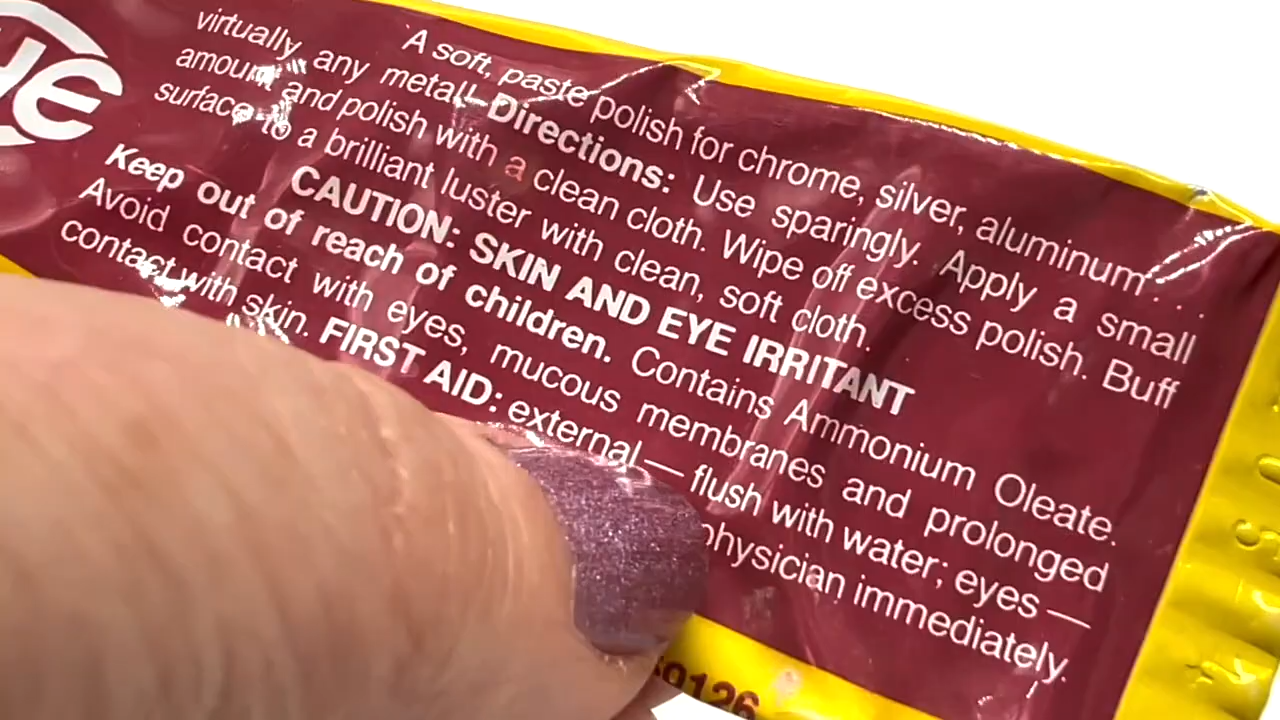 A soft, paste polish for chrome, silver, aluminum . . .
virtually any metal! Directions: Use sparingly. Apply a small
amount and polish with a clean cloth. Wipe off excess polish. Buff
surface to a brilliant luster with clean, soft cloth.
CAUTION: SKIN AND EYE IRRITANT
Keep out of reach of children. Contains Ammonium Oleate.
Avoid contact with eyes, mucous membranes and prolonged
contact with skin. FIRST AID: external — flush with water; eyes —
physician immediately.